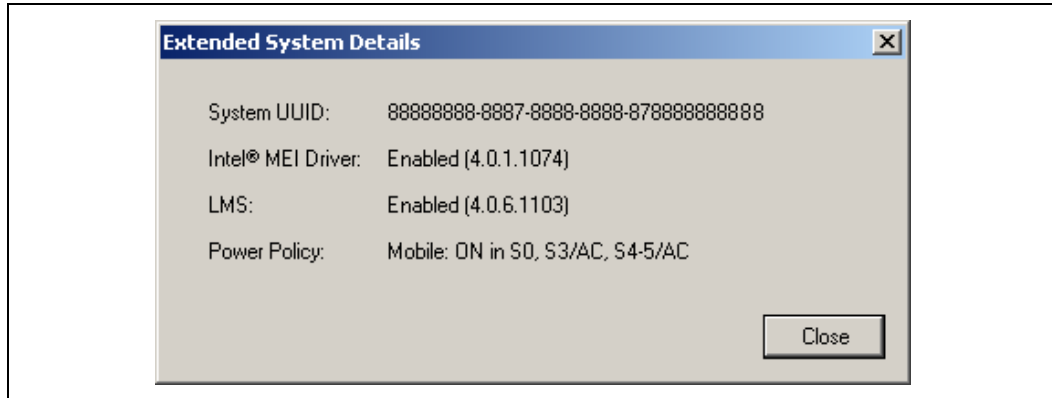 Extended System Details
System UUID: 88888888-8887-8888-8888-878888888888
Intel® MEI Driver: Enabled (4.0.1.1074)
LMS: Enabled (4.0.6.1103)
Power Policy: Mobile: ON in S0, S3/AC, S4-5/AC
Close